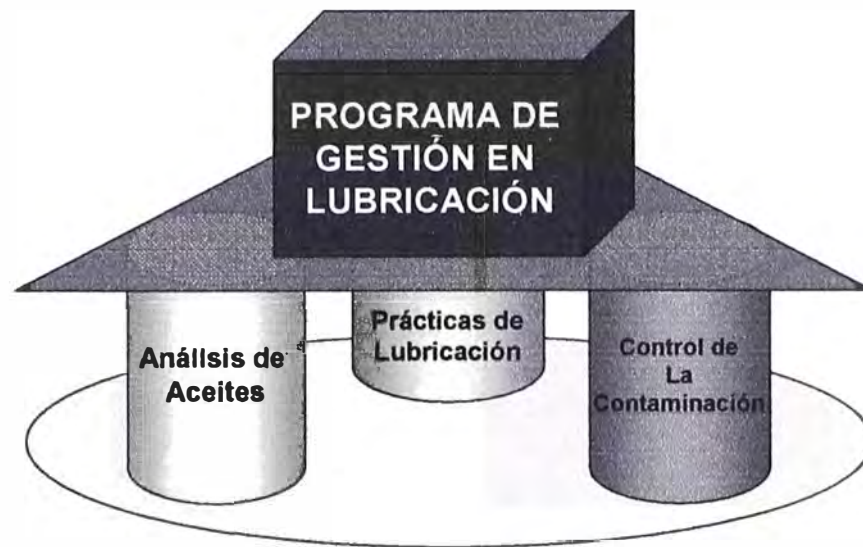 PROGRAMA DE
GESTIÓN EN
LUBRICACIÓN
Análisis de
Aceites
Prácticas de
Lubricación
Control de
La
Contaminación